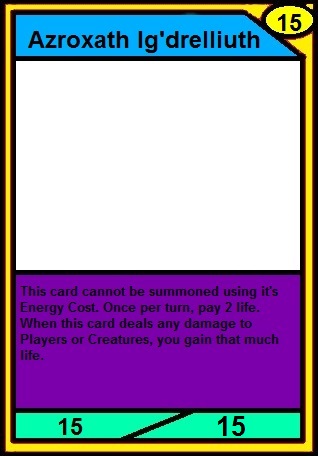 15
Azroxath Ig'drelliuth
This card cannot be summoned using it's
Energy Cost. Once per turn, pay 2 life.
When this card deals any damage to
Players or Creatures, you gain that much
life.
15
15